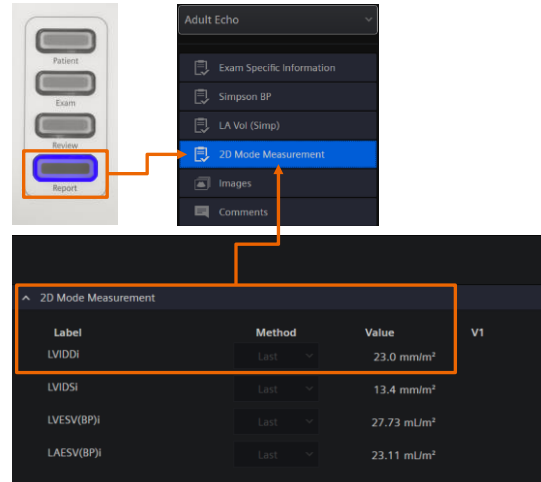 Patient
Exam
Review
Report
Adult Echo
Exam Specific Information
Simpson BP
LA Vol (Simp)
2D Mode Measurement
Images
Comments
2D Mode Measurement
Label Method Value V1
LVIDDi Last 23.0 mm/m²
LVIDSi Last 13.4 mm/m²
LVESV(BP)i Last 27.73 mL/m²
LAESV(BP)i Last 23.11 mL/m²